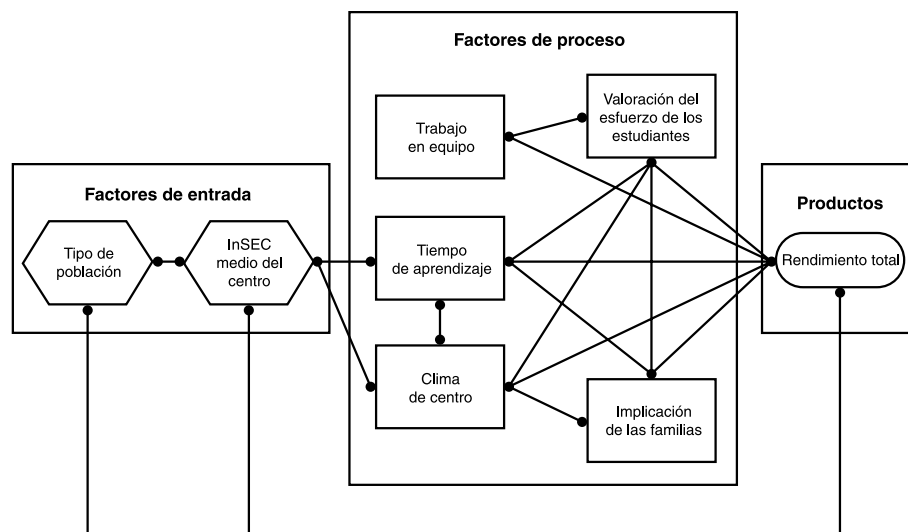 Factores de proceso
Trabajo
en equipo
Valoración del
esfuerzo de los
estudiantes
Factores de entrada
Tipo de
población
InSEC
medio del
centro
Tiempo
de aprendizaje
Clima
de centro
Implicación
de las familias
Productos
Rendimiento total